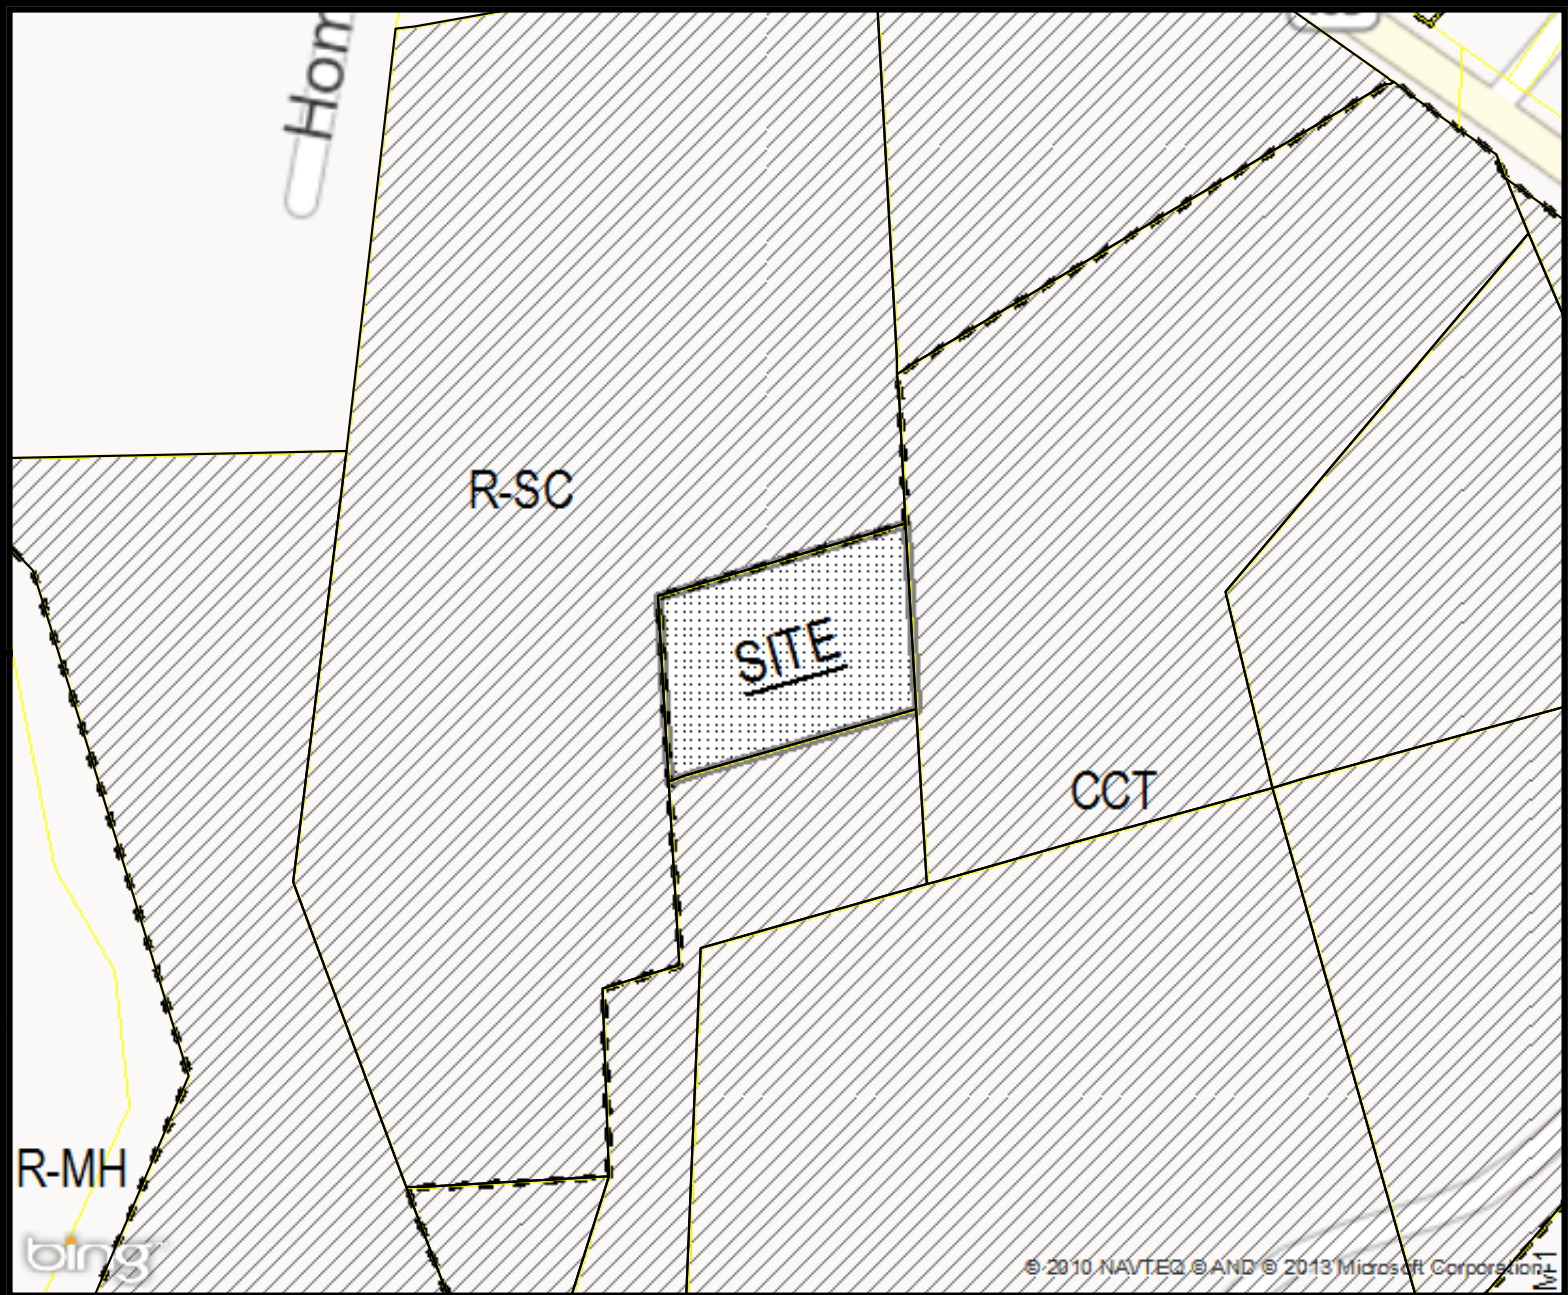 Hom
R-SC
SITE
CCT
R-MH
bing
© 2010 NAVTEQ © AND © 2013 Microsoft Corporation